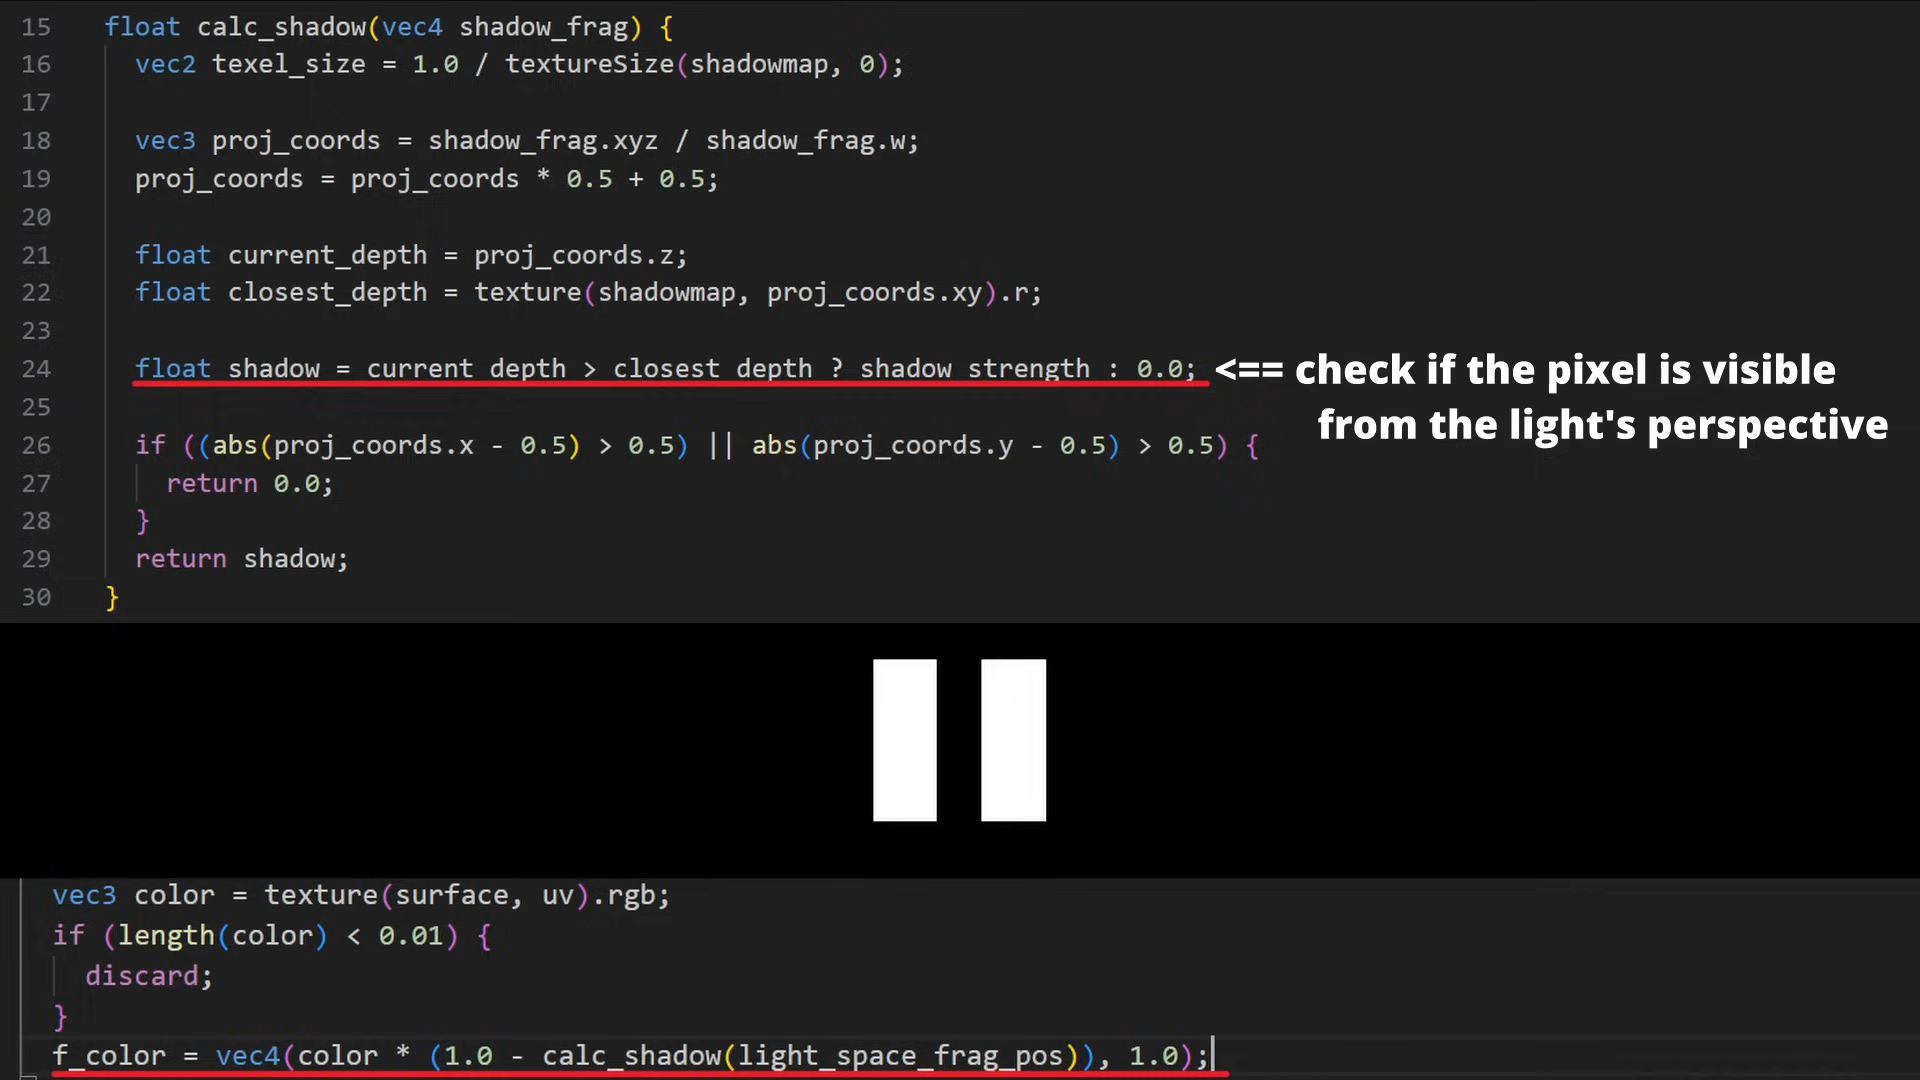 15 float calc_shadow(vec4 shadow_frag) {
16 vec2 texel_size = 1.0 / textureSize(shadowmap, 0);
17
18 vec3 proj_coords = shadow_frag.xyz / shadow_frag.w;
19 proj_coords = proj_coords * 0.5 + 0.5;
20
21 float current_depth = proj_coords.z;
22 float closest_depth = texture(shadowmap, proj_coords.xy).r;
23
24 float shadow = current_depth > closest_depth ? shadow_strength : 0.0; <== check if the pixel is visible
from the light's perspective
25
26 if ((abs(proj_coords.x - 0.5) > 0.5) || abs(proj_coords.y - 0.5) > 0.5) {
27 return 0.0;
28 }
29 return shadow;
30 }
vec3 color = texture(surface, uv).rgb;
if (length(color) < 0.01) {
discard;
}
f_color = vec4(color * (1.0 - calc_shadow(light_space_frag_pos)), 1.0);